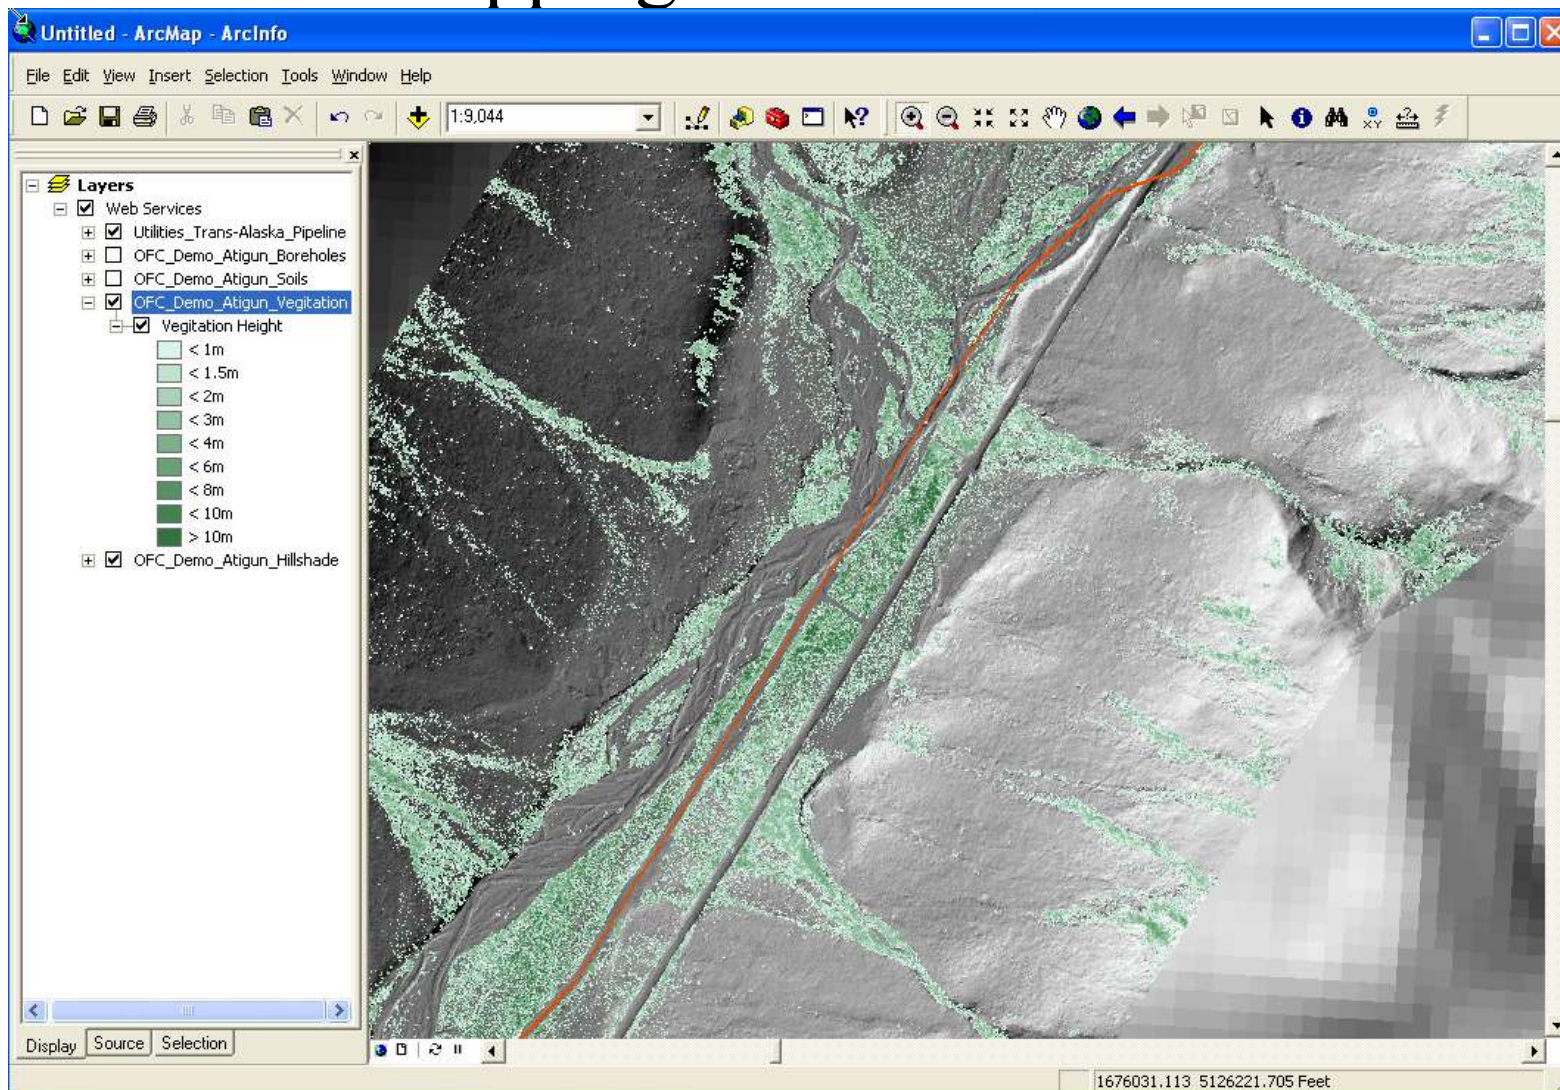 Untitled - ArcMap - ArcInfo
File Edit View Insert Selection Tools Window Help
1:9,044
Layers
Web Services
Utilities_Trans-Alaska_Pipeline
OFC_Demo_Atigun_Boreholes
OFC_Demo_Atigun_Soils
OFC_Demo_Atigun_Vegitation
Vegitation Height
< 1m
< 1.5m
< 2m
< 3m
< 4m
< 6m
< 8m
< 10m
> 10m
OFC_Demo_Atigun_Hillshade
Display Source Selection
1676031.113 5126221.705 Feet